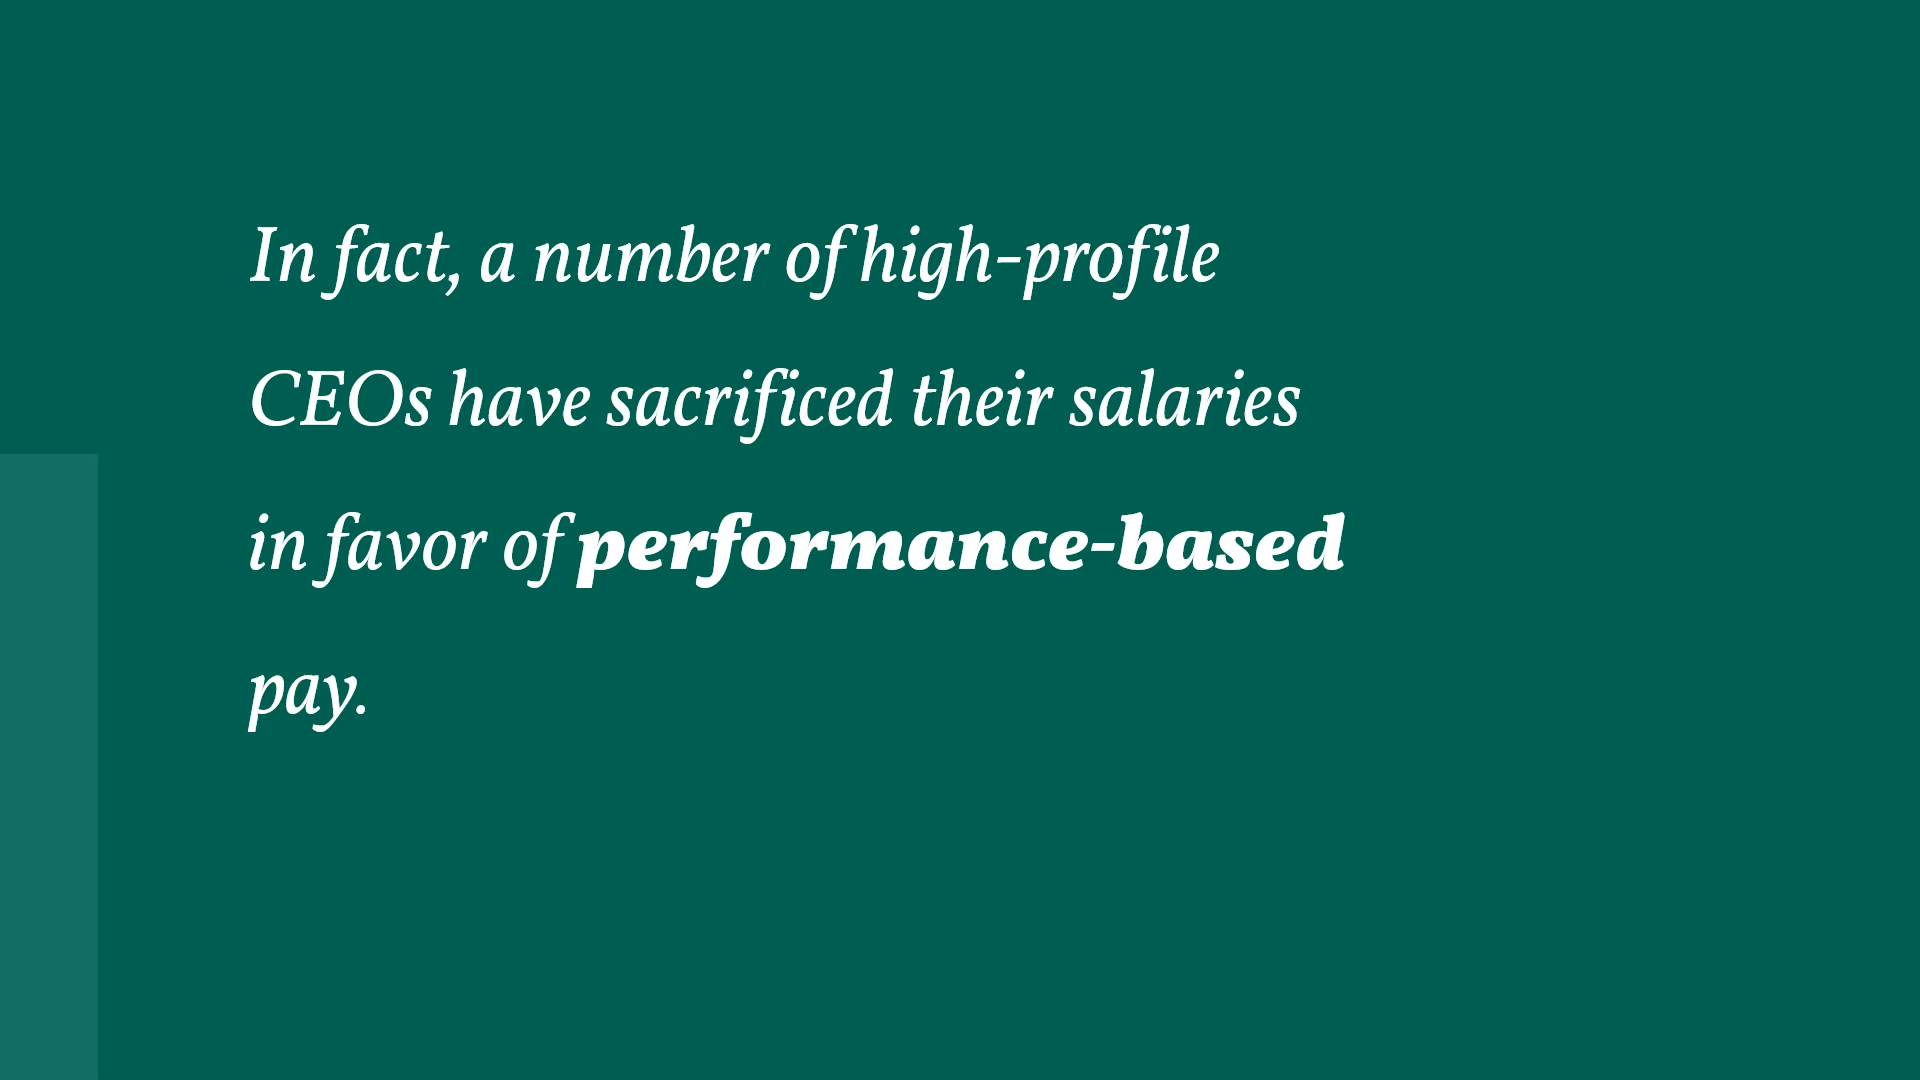 In fact, a number of high-profile
CEOs have sacrificed their salaries
in favor of performance-based
pay.